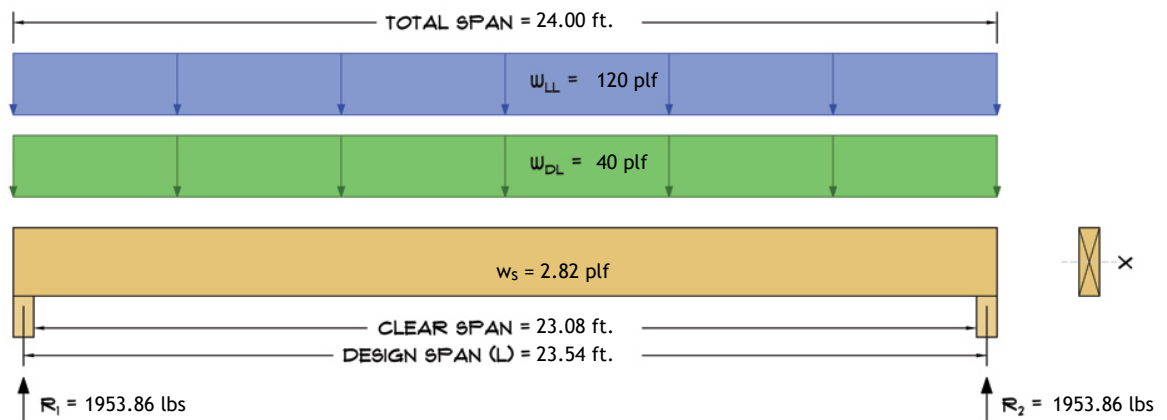 TOTAL SPAN = 24.00 ft.
wLL = 120 plf
wDL = 40 plf
ws = 2.82 plf
X
CLEAR SPAN = 23.08 ft.
DESIGN SPAN (L) = 23.54 ft.
R1 = 1953.86 lbs
R2 = 1953.86 lbs